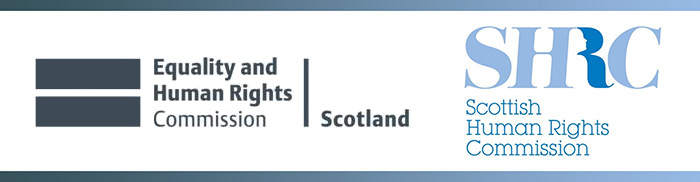 Equality and
Human Rights
Commission
Scotland
SHRC
Scottish
Human Rights
Commission